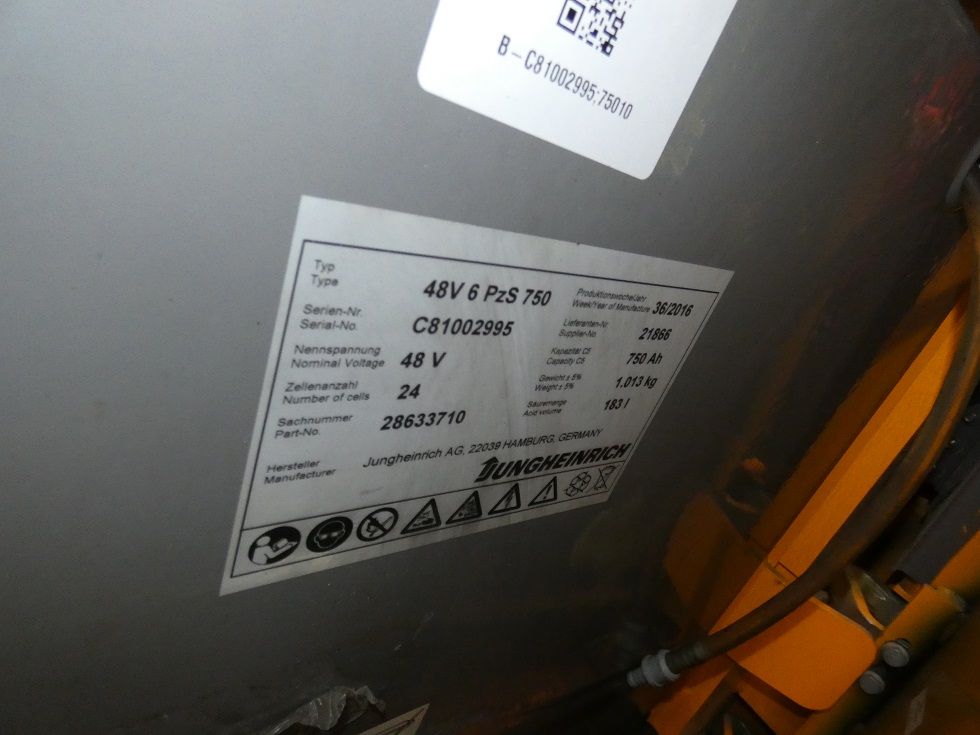 B-C81002995;75010
Typ
Type
48V 6 PzS 750
Produktionswoche/Jahr
Week/Year of Manufacture
36/2016
Serien-Nr.
Serial-No.
C81002995
Lieferanten-Nr.
Supplier-No.
21866
Nennspannung
Nominal Voltage
48 V
Kapazität C5
Capacity C5
750 Ah
Zellenanzahl
Number of cells
24
Gewicht ± 5%
Weight ± 5%
1.013 kg
Sachnummer
Part-No.
28633710
Säuremenge
Acid volume
183 l
Hersteller
Manufacturer
Jungheinrich AG, 22039 HAMBURG, GERMANY
JUNGHEINRICH